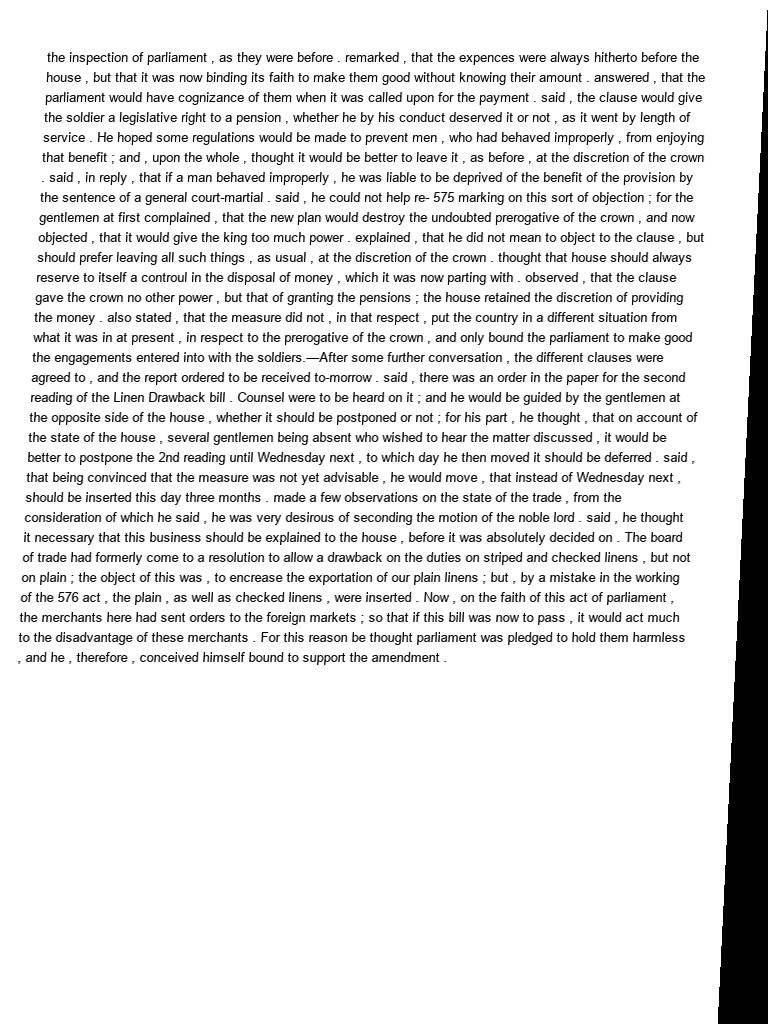 the inspection of parliament , as they were before . remarked , that the expences were always hitherto before the
house , but that it was now binding its faith to make them good without knowing their amount . answered , that the
parliament would have cognizance of them when it was called upon for the payment . said , the clause would give
the soldier a legislative right to a pension , whether he by his conduct deserved it or not , as it went by length of
service . He hoped some regulations would be made to prevent men , who had behaved improperly , from enjoying
that benefit ; and , upon the whole , thought it would be better to leave it , as before , at the discretion of the crown
. said , in reply , that if a man behaved improperly , he was liable to be deprived of the benefit of the provision by
the sentence of a general court-martial . said , he could not help re- 575 marking on this sort of objection ; for the
gentlemen at first complained , that the new plan would destroy the undoubted prerogative of the crown , and now
objected , that it would give the king too much power . explained , that he did not mean to object to the clause , but
should prefer leaving all such things , as usual , at the discretion of the crown . thought that house should always
reserve to itself a controul in the disposal of money , which it was now parting with . observed , that the clause
gave the crown no other power , but that of granting the pensions ; the house retained the discretion of providing
the money . also stated , that the measure did not , in that respect , put the country in a different situation from
what it was in at present , in respect to the prerogative of the crown , and only bound the parliament to make good
the engagements entered into with the soldiers.—After some further conversation , the different clauses were
agreed to , and the report ordered to be received to-morrow . said , there was an order in the paper for the second
reading of the Linen Drawback bill . Counsel were to be heard on it ; and he would be guided by the gentlemen at
the opposite side of the house , whether it should be postponed or not ; for his part , he thought , that on account of
the state of the house , several gentlemen being absent who wished to hear the matter discussed , it would be
better to postpone the 2nd reading until Wednesday next , to which day he then moved it should be deferred . said ,
that being convinced that the measure was not yet advisable , he would move , that instead of Wednesday next ,
should be inserted this day three months . made a few observations on the state of the trade , from the
consideration of which he said , he was very desirous of seconding the motion of the noble lord . said , he thought
it necessary that this business should be explained to the house , before it was absolutely decided on . The board
of trade had formerly come to a resolution to allow a drawback on the duties on striped and checked linens , but not
on plain ; the object of this was , to encrease the exportation of our plain linens ; but , by a mistake in the working
of the 576 act , the plain , as well as checked linens , were inserted . Now , on the faith of this act of parliament ,
the merchants here had sent orders to the foreign markets ; so that if this bill was now to pass , it would act much
to the disadvantage of these merchants . For this reason be thought parliament was pledged to hold them harmless
, and he , therefore , conceived himself bound to support the amendment .